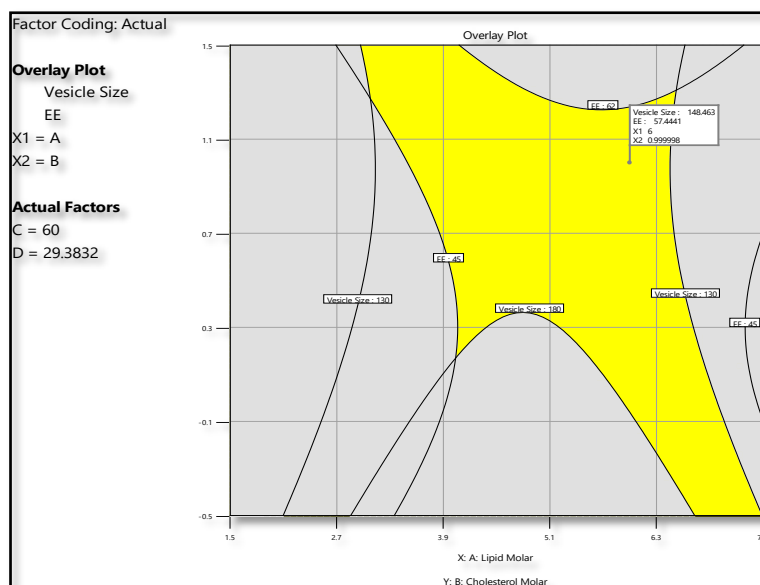 Factor Coding: Actual
Overlay Plot
Vesicle Size
EE
X1 = A
X2 = B
Actual Factors
C = 60
D = 29.3832
Overlay Plot
1.5
1.1
0.7
0.3
-0.1
-0.5
1.5
2.7
3.9
5.1
6.3
7
EE : 62
Vesicle Size : 148.463
EE : 57.4441
X1 6
X2 0.999998
EE : 45
Vesicle Size : 130
Vesicle Size : 180
Vesicle Size : 130
EE : 45
X: A: Lipid Molar
Y: B: Cholesterol Molar